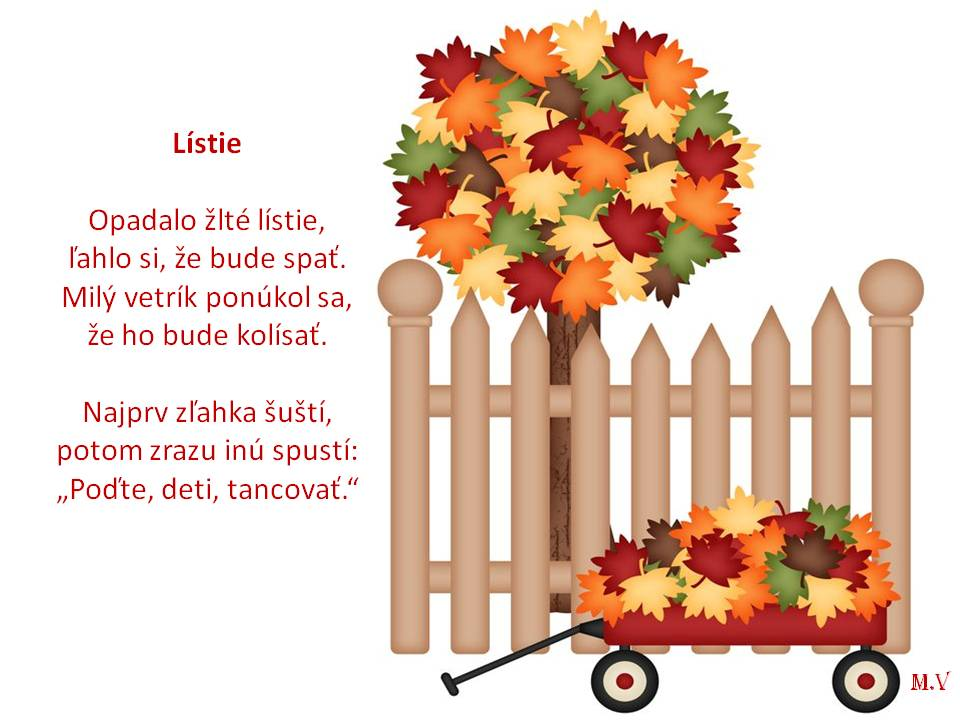 Lístie
Opadalo žlté lístie,
ľahlo si, že bude spať.
Milý vetrík ponúkol sa,
že ho bude kolísať.
Najprv zľahka šuští,
potom zrazu inú spustí:
„Poďte, deti, tancovať.“
M.V